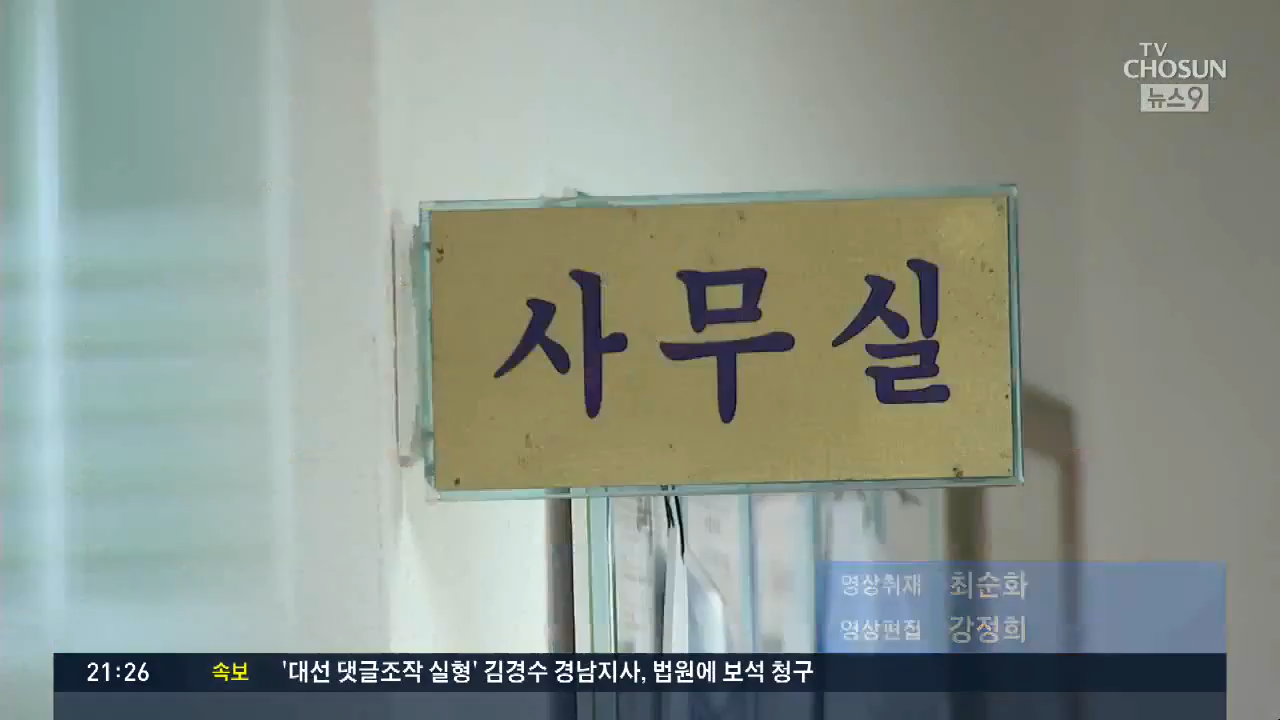 TV
CHOSUN
뉴스9
사무실
영상취재 최순화
영상편집 강정희
21:26 속보 '대선 댓글조작 실형' 김경수 경남지사, 법원에 보석 청구